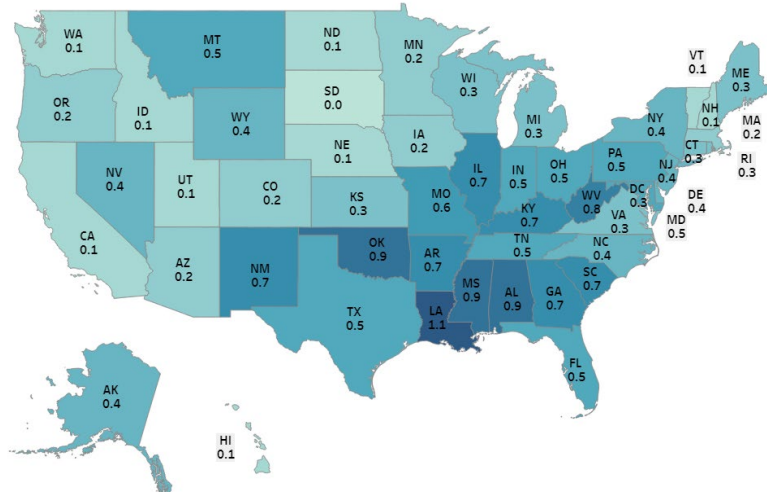 WA
0.1
MT
0.5
ND
0.1
MN
0.2
VT
0.1
ME
0.3
OR
0.2
ID
0.1
WY
0.4
SD
0.0
WI
0.3
MI
0.3
NY
0.4
NH
0.1
MA
0.2
NV
0.4
UT
0.1
CO
0.2
NE
0.1
IA
0.2
IL
0.7
IN
0.5
OH
0.5
PA
0.5
NJ
0.4
CT
0.3
RI
0.3
CA
0.1
AZ
0.2
NM
0.7
KS
0.3
MO
0.6
KY
0.7
WV
0.8
VA
0.3
DC
0.3
DE
0.4
MD
0.5
OK
0.9
AR
0.7
TN
0.5
NC
0.4
SC
0.7
TX
0.5
LA
1.1
MS
0.9
AL
0.9
GA
0.7
FL
0.5
AK
0.4
HI
0.1